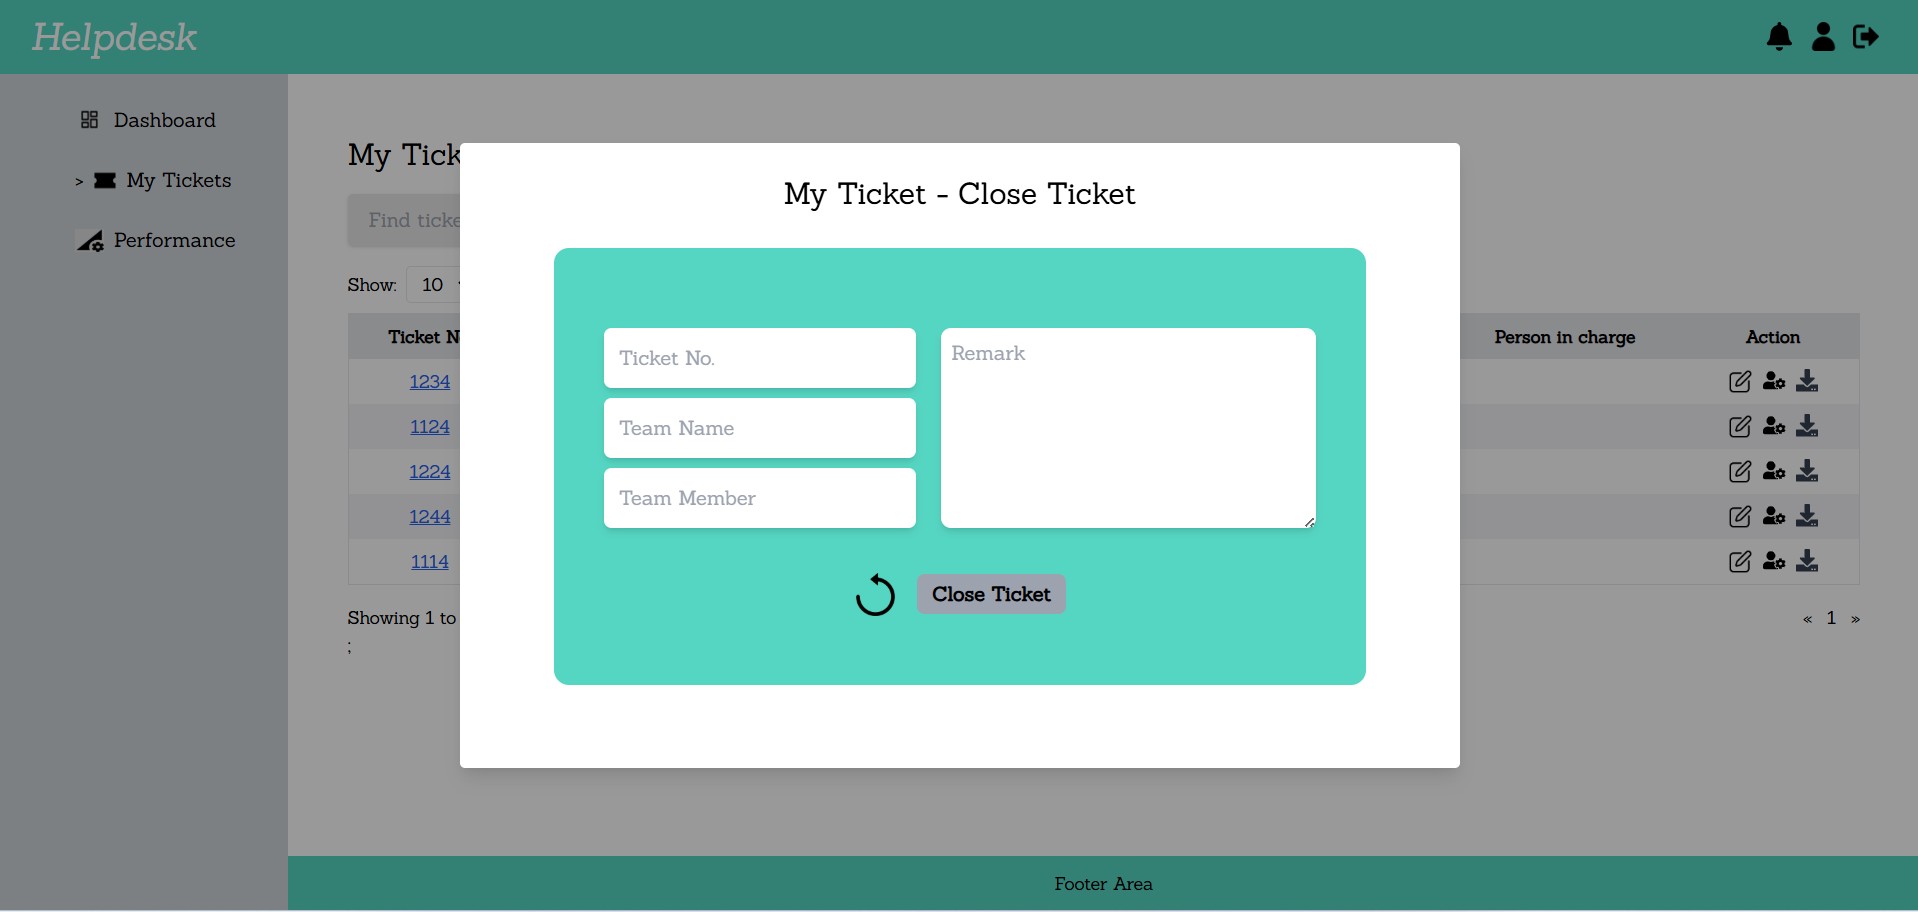 Helpdesk
Dashboard
> My Tickets
Performance
My Tick
Find ticke
Show: 10
Ticket N
Person in charge
Action
1234
1124
1224
1244
1114
Showing 1 to
« 1 »
;
My Ticket - Close Ticket
Ticket No.
Team Name
Team Member
Remark
Close Ticket
Footer Area